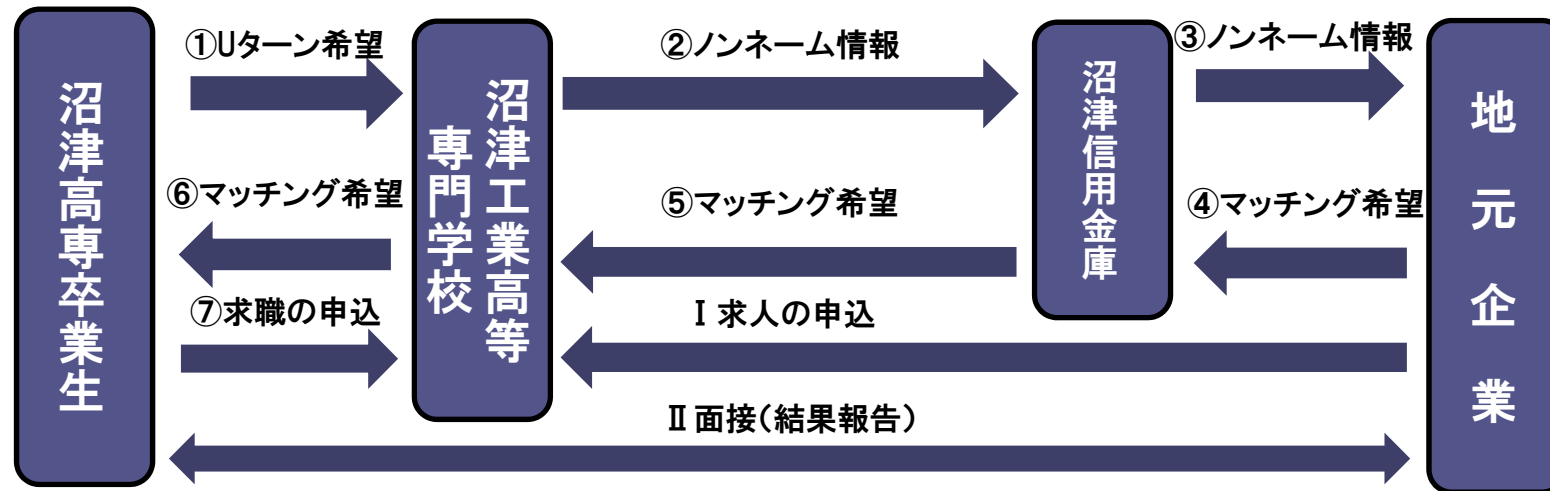 ①Uターン希望
②ノンネーム情報
③ノンネーム情報
沼津高専卒業生
沼津工業高等
専門学校
沼津信用金庫
地元企業
⑥マッチング希望
⑤マッチング希望
④マッチング希望
⑦求職の申込
Ⅰ 求人の申込
Ⅱ 面接(結果報告)